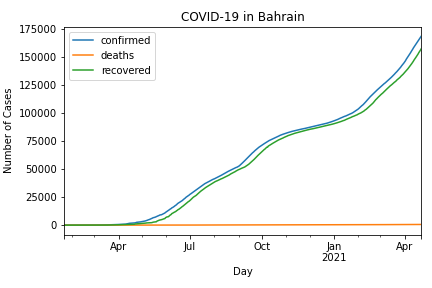 COVID-19 in Bahrain
confirmed
deaths
recovered
175000
150000
125000
100000
75000
50000
25000
0
Number of Cases
Apr
Jul
Oct
Jan
2021
Apr
Day